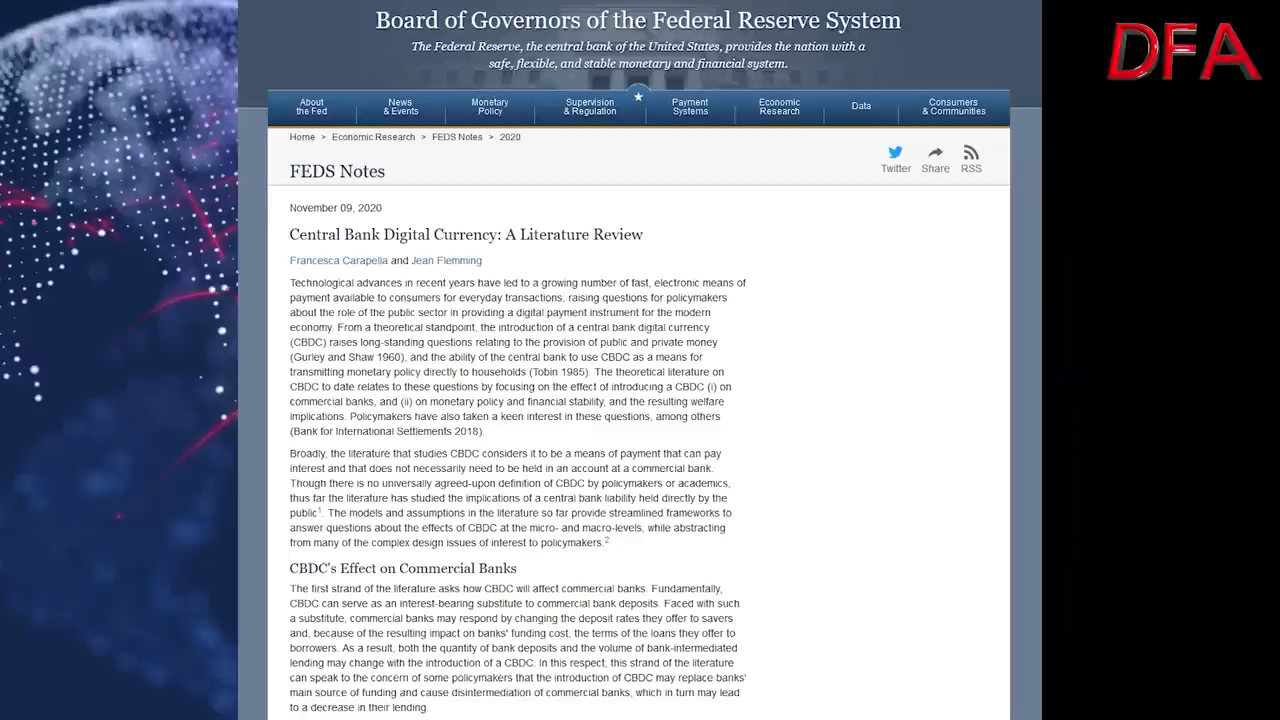 Board of Governors of the Federal Reserve System
The Federal Reserve, the central bank of the United States, provides the nation with a
safe, flexible, and stable monetary and financial system.
DFA
About
the Fed
News
& Events
Monetary
Policy
Supervision
& Regulation
Payment
Systems
Economic
Research
Data
Consumers
& Communities
Home > Economic Research > FEDS Notes > 2020
FEDS Notes
Twitter
Share
RSS
November 09, 2020
Central Bank Digital Currency: A Literature Review
Francesca Carapella and Jean Flemming
Technological advances in recent years have led to a growing number of fast, electronic means of
payment available to consumers for everyday transactions, raising questions for policymakers
about the role of the public sector in providing a digital payment instrument for the modern
economy. From a theoretical standpoint, the introduction of a central bank digital currency
(CBDC) raises long-standing questions relating to the provision of public and private money
(Gurley and Shaw 1960), and the ability of the central bank to use CBDC as a means for
transmitting monetary policy directly to households (Tobin 1985). The theoretical literature on
CBDC to date relates to these questions by focusing on the effect of introducing a CBDC (i) on
commercial banks, and (ii) on monetary policy and financial stability, and the resulting welfare
implications. Policymakers have also taken a keen interest in these questions, among others
(Bank for International Settlements 2018).
Broadly, the literature that studies CBDC considers it to be a means of payment that can pay
interest and that does not necessarily need to be held in an account at a commercial bank.
Though there is no universally agreed-upon definition of CBDC by policymakers or academics,
thus far the literature has studied the implications of a central bank liability held directly by the
public1. The models and assumptions in the literature so far provide streamlined frameworks to
answer questions about the effects of CBDC at the micro- and macro-levels, while abstracting
from many of the complex design issues of interest to policymakers.2
CBDC's Effect on Commercial Banks
The first strand of the literature asks how CBDC will affect commercial banks. Fundamentally,
CBDC can serve as an interest-bearing substitute to commercial bank deposits. Faced with such
a substitute, commercial banks may respond by changing the deposit rates they offer to savers
and, because of the resulting impact on banks' funding cost, the terms of the loans they offer to
borrowers. As a result, both the quantity of bank deposits and the volume of bank-intermediated
lending may change with the introduction of a CBDC. In this respect, this strand of the literature
can speak to the concern of some policymakers that the introduction of CBDC may replace banks'
main source of funding and cause disintermediation of commercial banks, which in turn may lead
to a decrease in their lending.